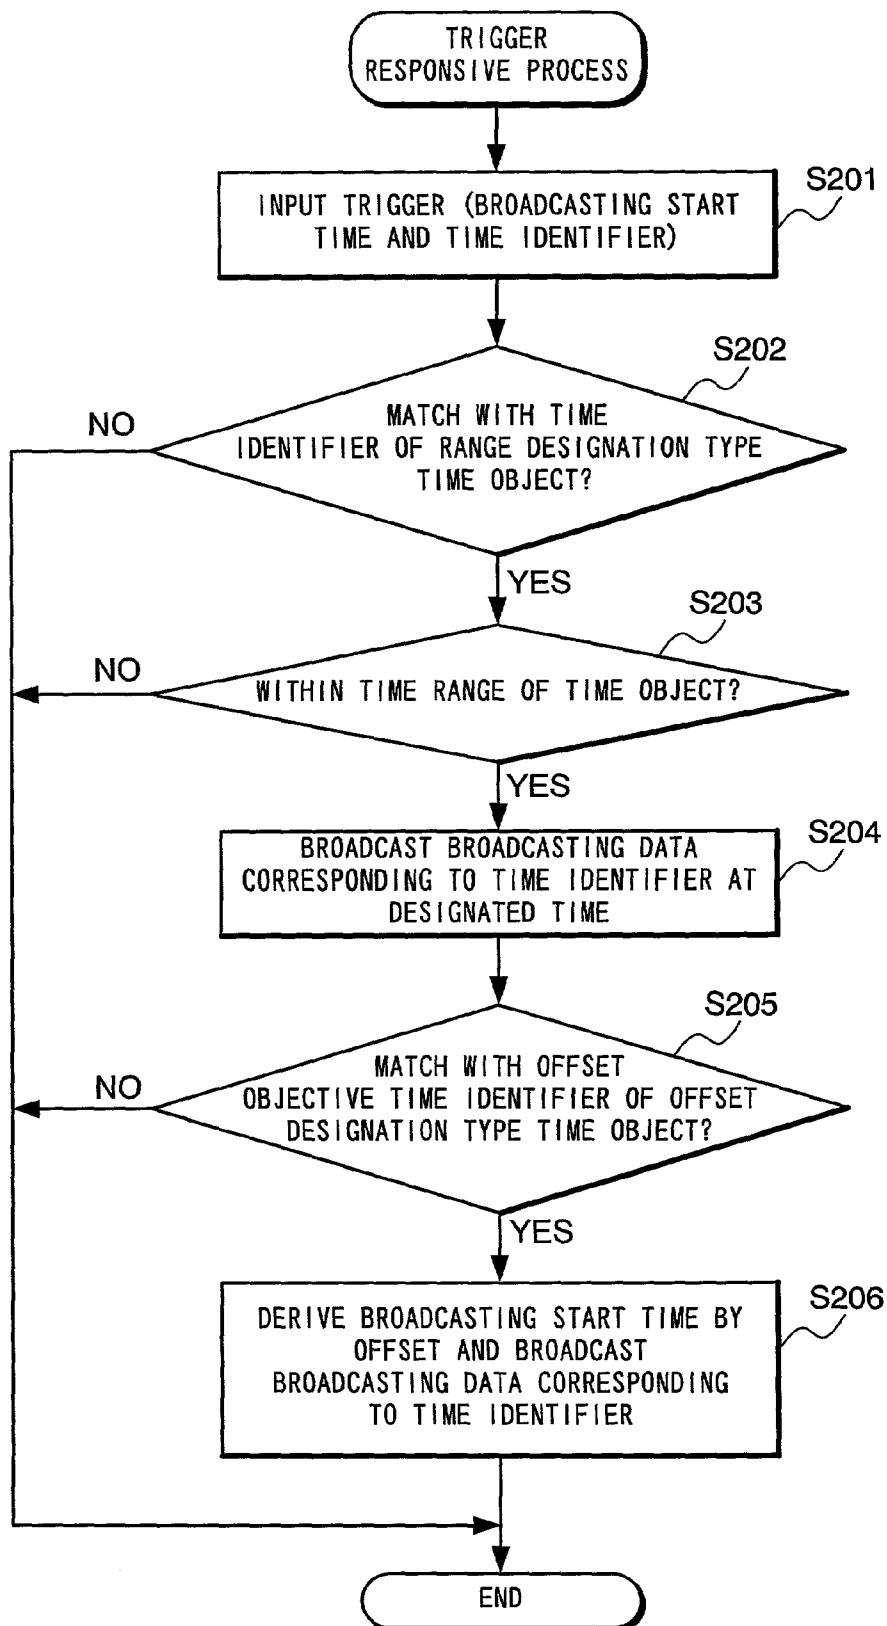 TRIGGER
RESPONSIVE PROCESS
S201
INPUT TRIGGER (BROADCASTING START
TIME AND TIME IDENTIFIER)
S202
NO
MATCH WITH TIME
IDENTIFIER OF RANGE DESIGNATION TYPE
TIME OBJECT?
YES
S203
NO
WITHIN TIME RANGE OF TIME OBJECT?
YES
S204
BROADCAST BROADCASTING DATA
CORRESPONDING TO TIME IDENTIFIER AT
DESIGNATED TIME
S205
NO
MATCH WITH OFFSET
OBJECTIVE TIME IDENTIFIER OF OFFSET
DESIGNATION TYPE TIME OBJECT?
YES
S206
DERIVE BROADCASTING START TIME BY
OFFSET AND BROADCAST
BROADCASTING DATA CORRESPONDING
TO TIME IDENTIFIER
END